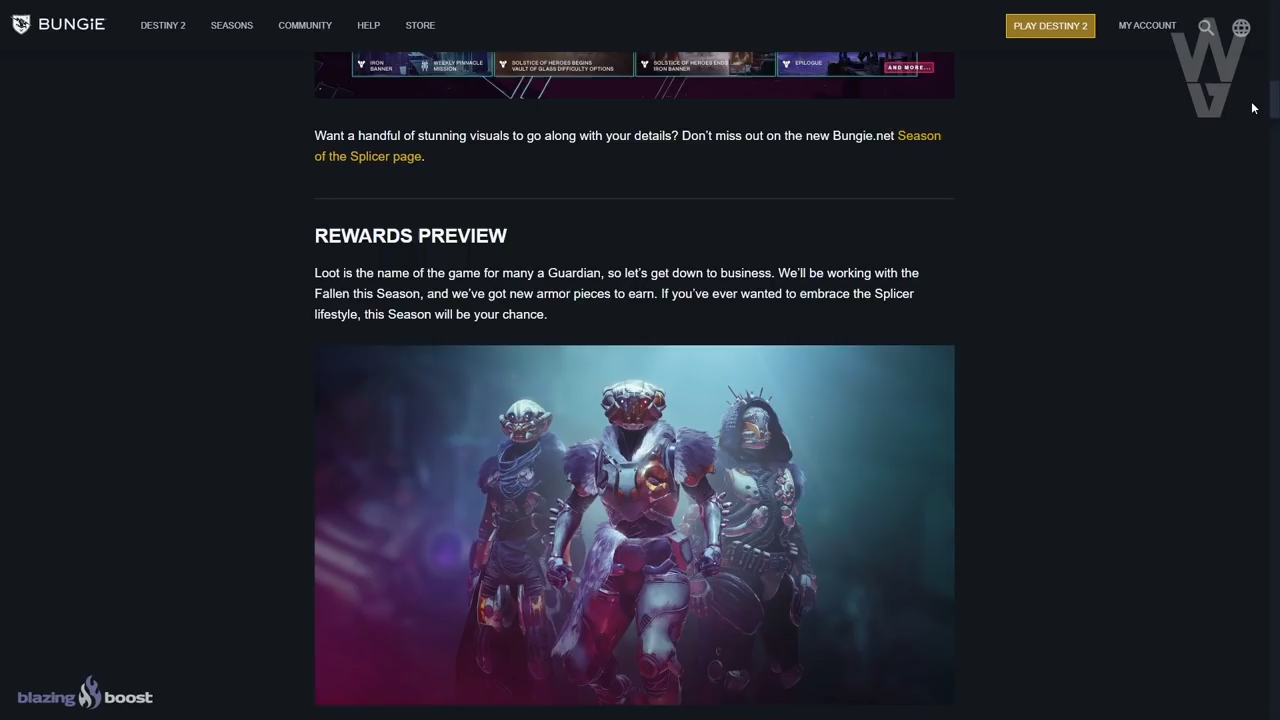 BUNGIE
DESTINY 2 SEASONS COMMUNITY HELP STORE
PLAY DESTINY 2 MY ACCOUNT
IRON BANNER
WEEKLY PINNACLE MISSION
SOLSTICE OF HEROES BEGINS
VAULT OF GLASS DIFFICULTY OPTIONS
SOLSTICE OF HEROES ENDS
IRON BANNER
EPILOGUE
AND MORE...
Want a handful of stunning visuals to go along with your details? Don't miss out on the new Bungie.net Season
of the Splicer page.
REWARDS PREVIEW
Loot is the name of the game for many a Guardian, so let's get down to business. We'll be working with the
Fallen this Season, and we've got new armor pieces to earn. If you've ever wanted to embrace the Splicer
lifestyle, this Season will be your chance.
blazing boost